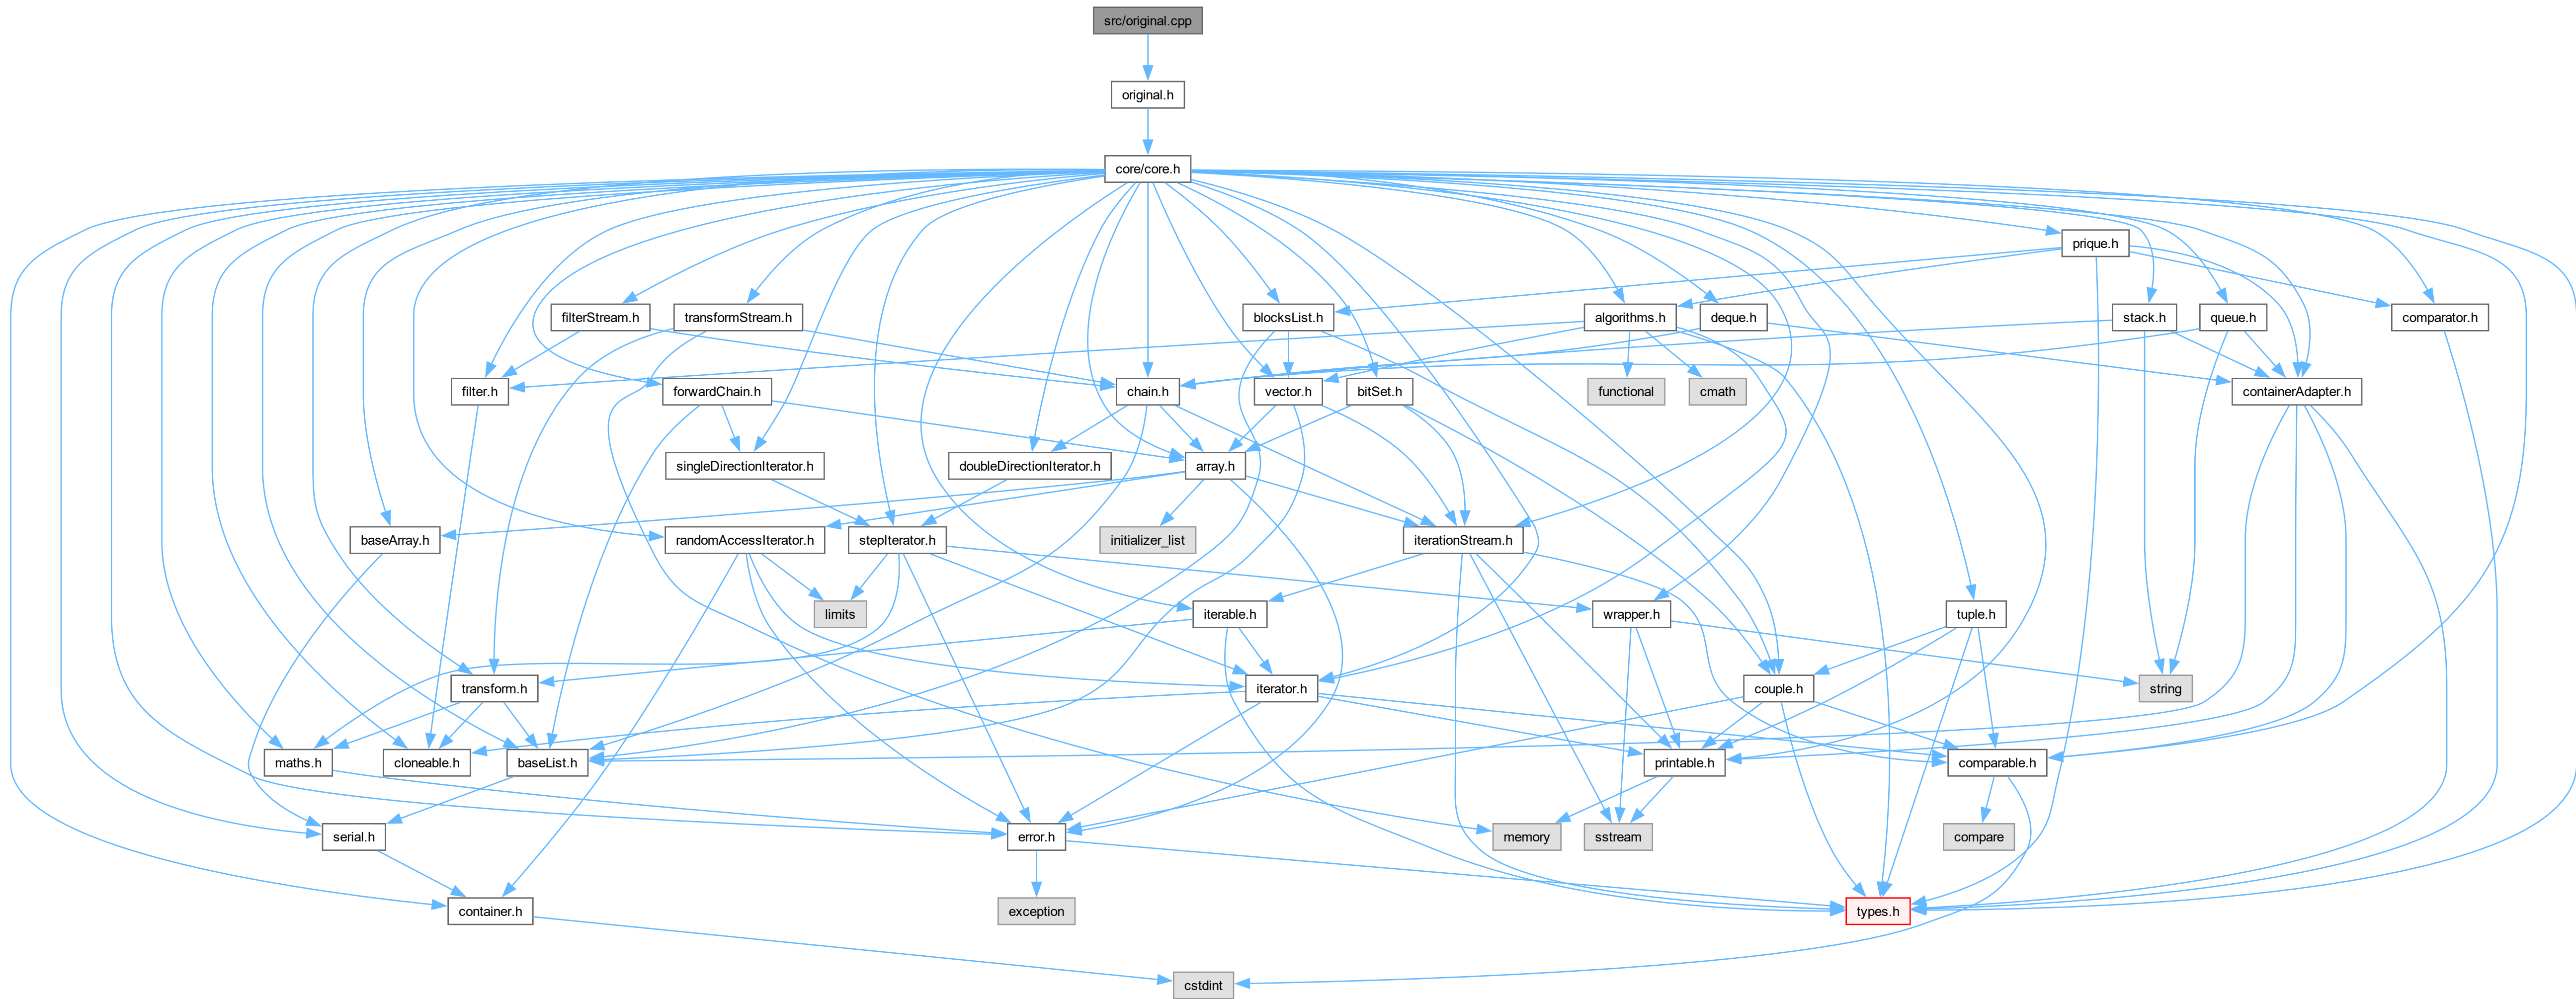 src/original.cpp
original.h
core/core.h
prique.h
filterStream.h
transformStream.h
blocksList.h
algorithms.h
deque.h
comparator.h
stack.h
queue.h
filter.h
forwardChain.h
chain.h
vector.h
bitSet.h
functional
cmath
containerAdapter.h
singleDirectionIterator.h
doubleDirectionIterator.h
array.h
baseArray.h
randomAccessIterator.h
stepIterator.h
initializer_list
iterationStream.h
limits
iterable.h
wrapper.h
tuple.h
transform.h
iterator.h
couple.h
string
maths.h
cloneable.h
baseList.h
printable.h
comparable.h
serial.h
error.h
memory
sstream
compare
container.h
exception
types.h
cstdint